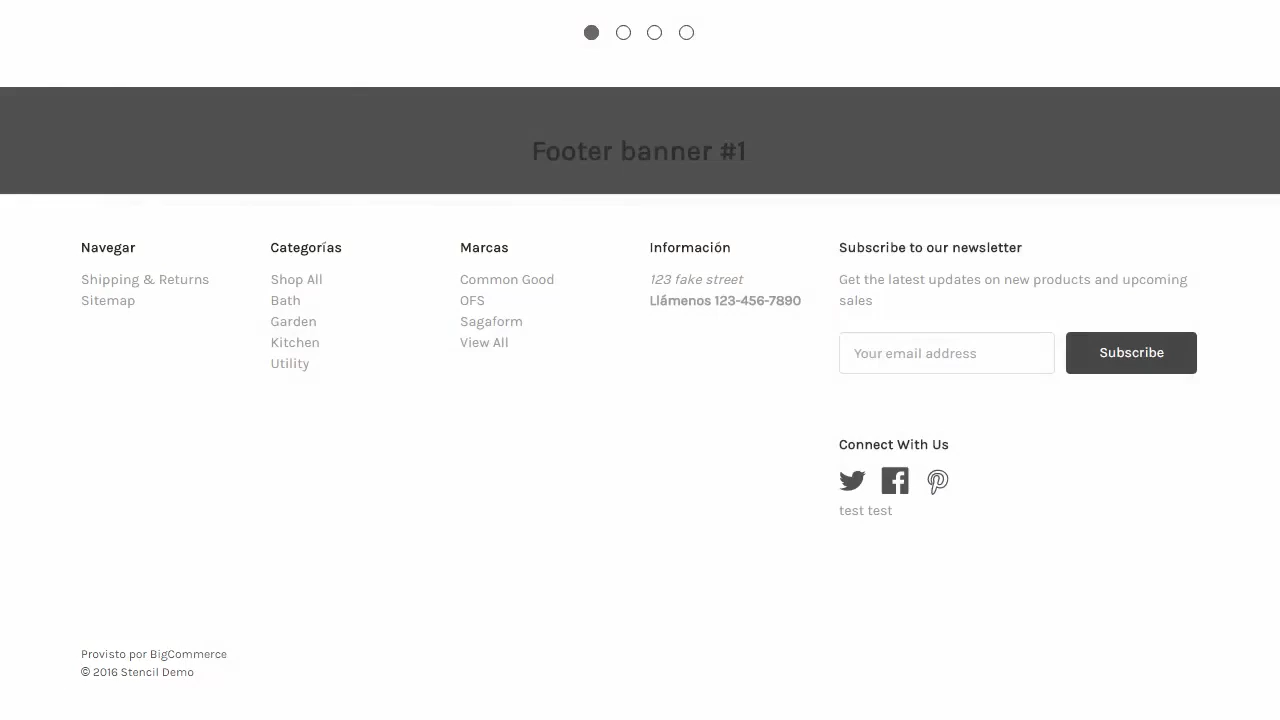 Footer banner #1
Navegar
Shipping & Returns
Sitemap
Categorías
Shop All
Bath
Garden
Kitchen
Utility
Marcas
Common Good
OFS
Sagaform
View All
Información
123 fake street
Llámenos 123-456-7890
Subscribe to our newsletter
Get the latest updates on new products and upcoming
sales
Your email address
Subscribe
Connect With Us
test test
Provisto por BigCommerce
© 2016 Stencil Demo